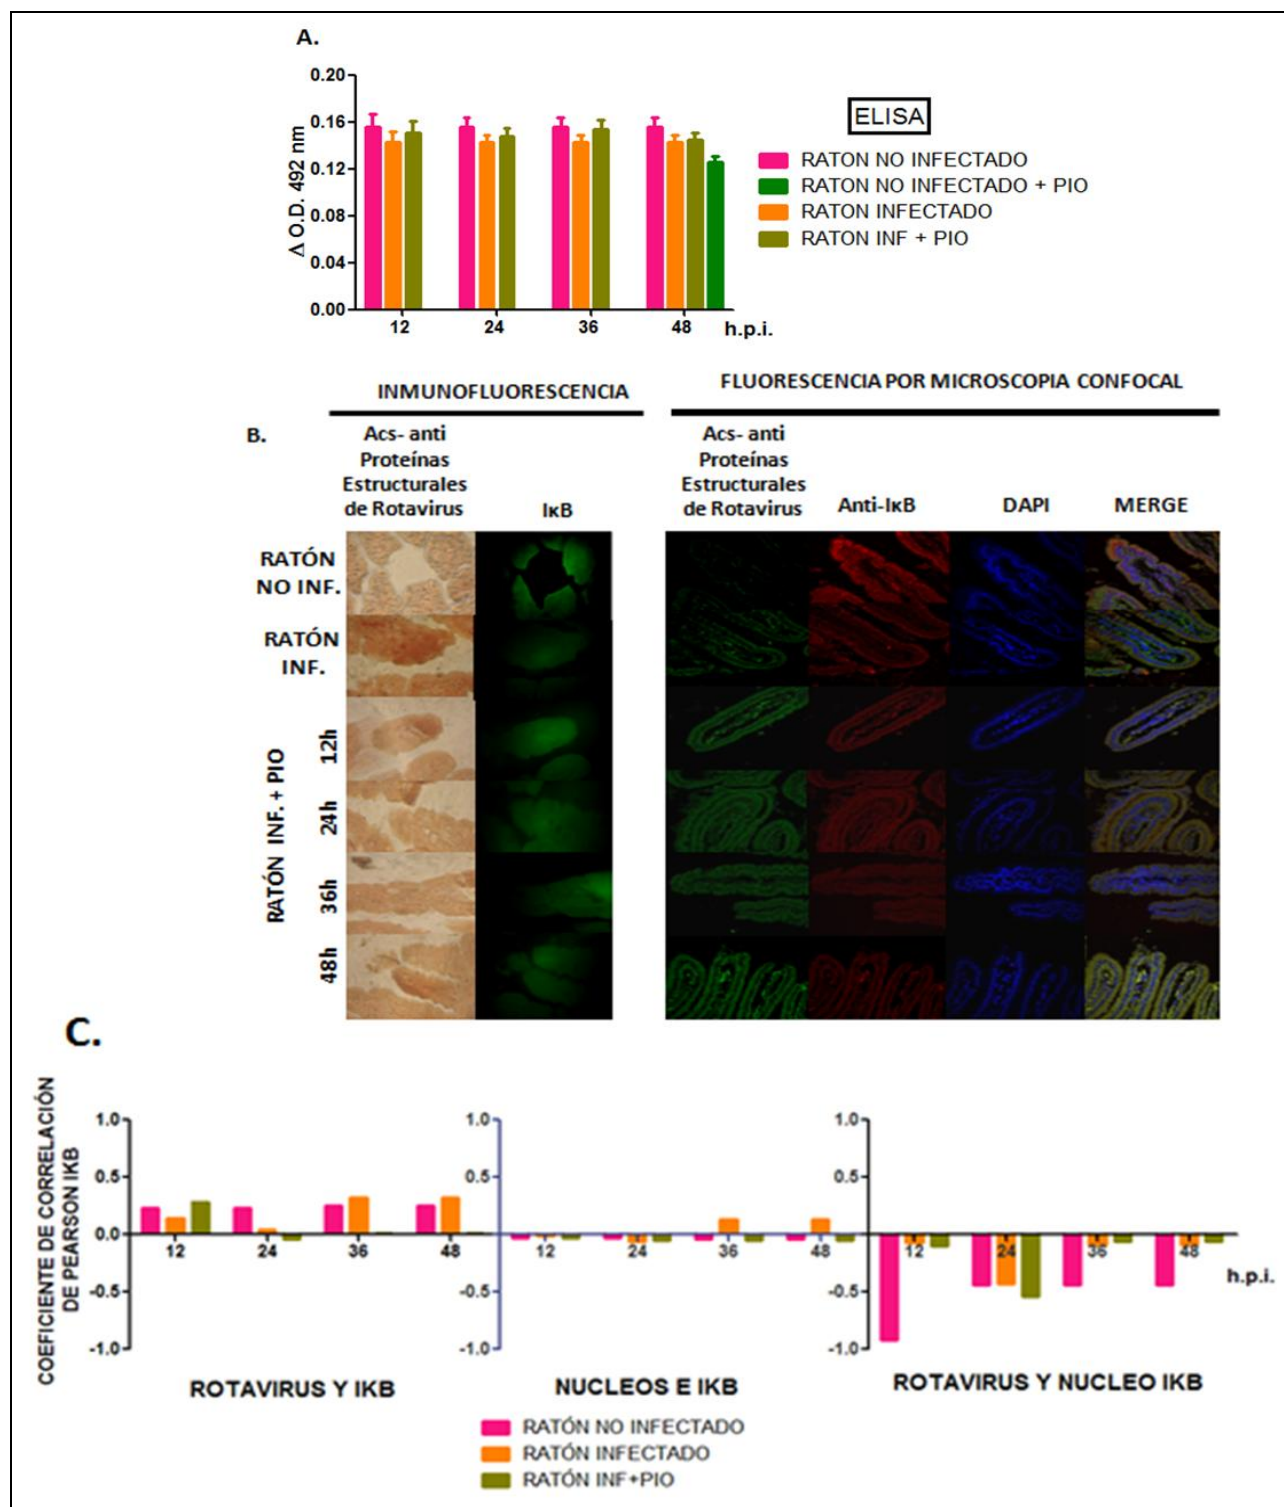 A.
0.20
0.16
0.12
0.08
0.04
0.00
Δ O.D. 492 nm
12 24 36 48 h.p.i.
ELISA
RATON NO INFECTADO
RATON NO INFECTADO + PIO
RATON INFECTADO
RATON INF + PIO
INMUNOFLUORESCENCIA
FLUORESCENCIA POR MICROSCOPIA CONFOCAL
B.
Acs- anti
Proteínas
Estructurales
de Rotavirus
IκB
Acs- anti
Proteínas
Estructurales
de Rotavirus
Anti-IκB
DAPI
MERGE
RATÓN
NO INF.
RATÓN
INF.
RATÓN INF. + PIO
12h
24h
36h
48h
C.
COEFICIENTE DE CORRELACIÓN
DE PEARSON IKB
1.0
0.5
0.0
-0.5
-1.0
12 24 36 48
ROTAVIRUS Y IKB
1.0
0.5
0.0
-0.5
-1.0
12 24 36 48
NUCLEOS E IKB
1.0
0.5
0.0
-0.5
-1.0
12 24 36 48
h.p.i.
ROTAVIRUS Y NUCLEO IKB
RATÓN NO INFECTADO
RATÓN INFECTADO
RATÓN INF+PIO